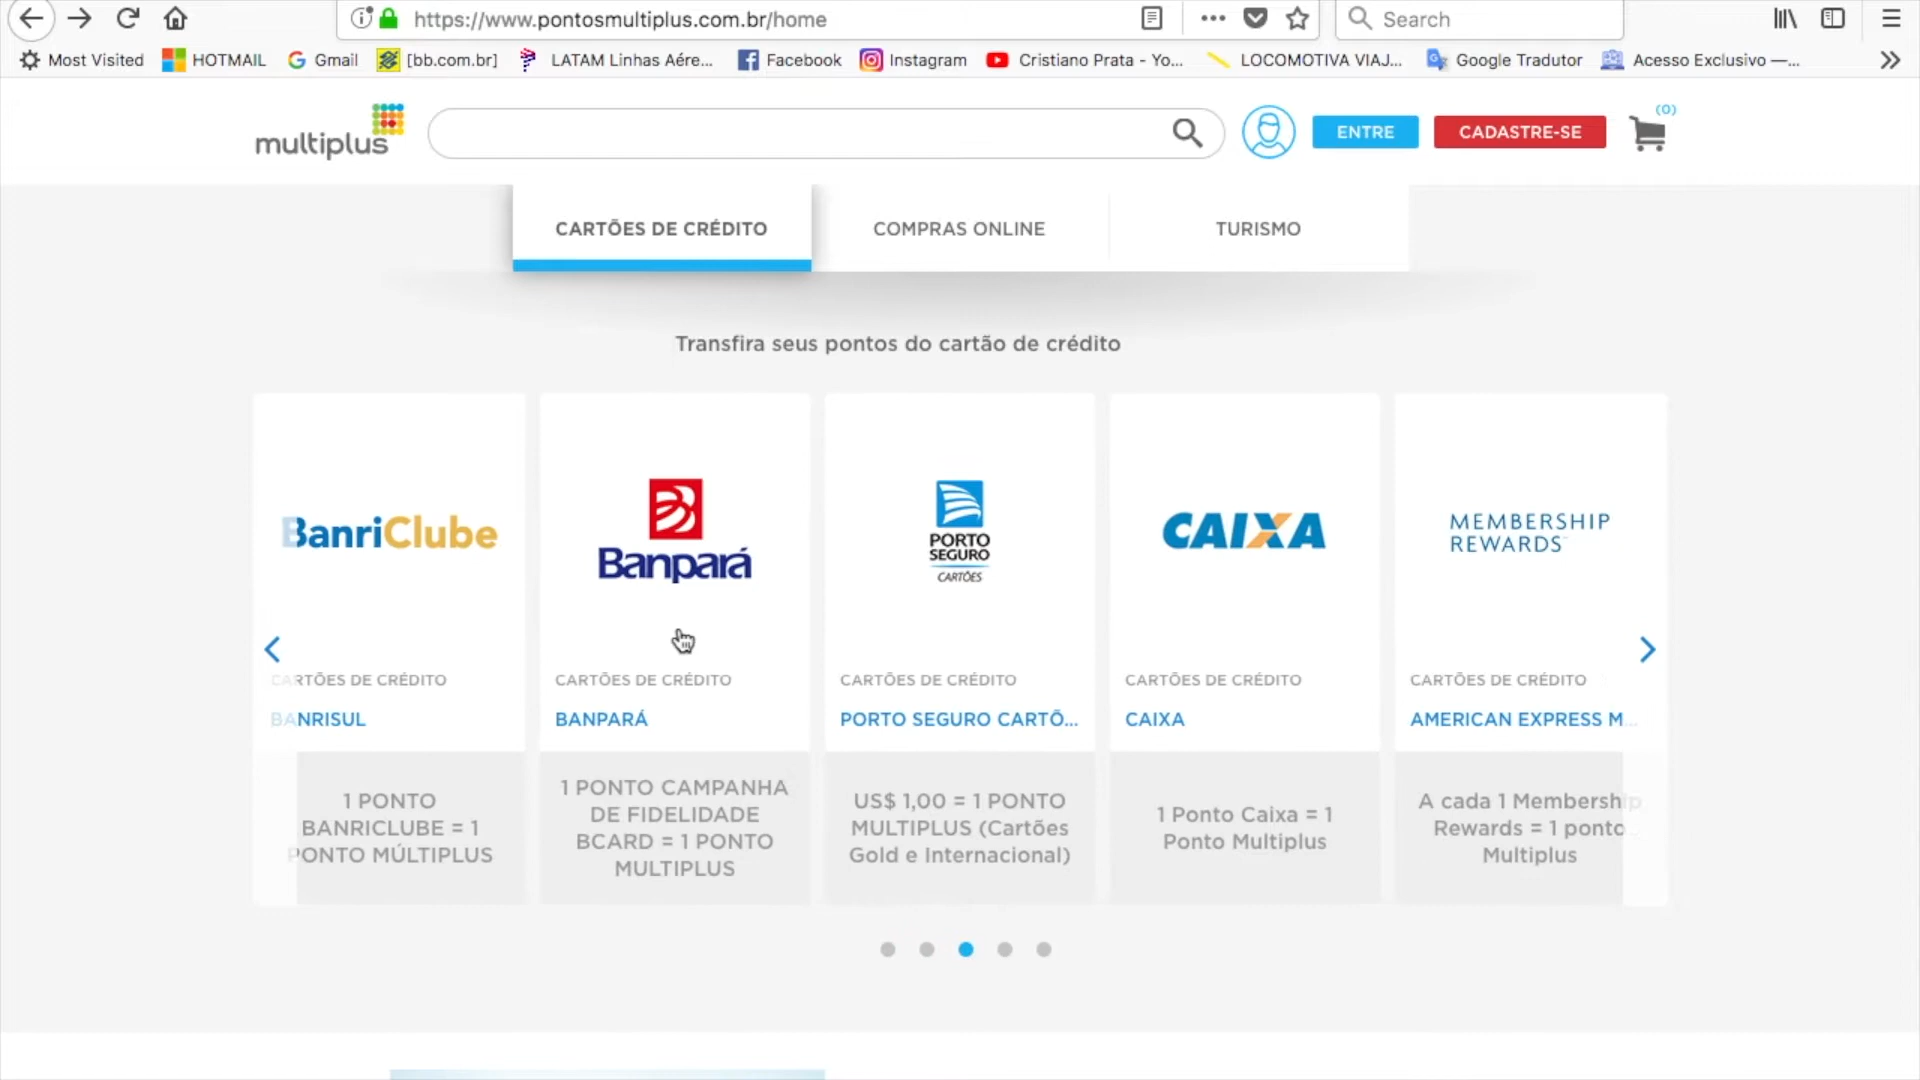 https://www.pontosmultiplus.com.br/home
Search
Most Visited
HOTMAIL
Gmail
[bb.com.br]
LATAM Linhas Aére...
Facebook
Instagram
Cristiano Prata - Yo...
LOCOMOTIVA VIAJ...
Google Tradutor
Acesso Exclusivo —...
multiplus
ENTRE
CADASTRE-SE
(0)
CARTÕES DE CRÉDITO
COMPRAS ONLINE
TURISMO
Transfira seus pontos do cartão de crédito
BanriClube
CARTÕES DE CRÉDITO
BANRISUL
1 PONTO
BANRICLUBE = 1
PONTO MÚLTIPLUS
Banpará
CARTÕES DE CRÉDITO
BANPARÁ
1 PONTO CAMPANHA
DE FIDELIDADE
BCARD = 1 PONTO
MULTIPLUS
PORTO
SEGURO
CARTÕES
CARTÕES DE CRÉDITO
PORTO SEGURO CARTÕ...
US$ 1,00 = 1 PONTO
MULTIPLUS (Cartões
Gold e Internacional)
CAIXA
CARTÕES DE CRÉDITO
CAIXA
1 Ponto Caixa = 1
Ponto Multiplus
MEMBERSHIP
REWARDS
CARTÕES DE CRÉDITO
AMERICAN EXPRESS M...
A cada 1 Membership
Rewards = 1 ponto
Multiplus